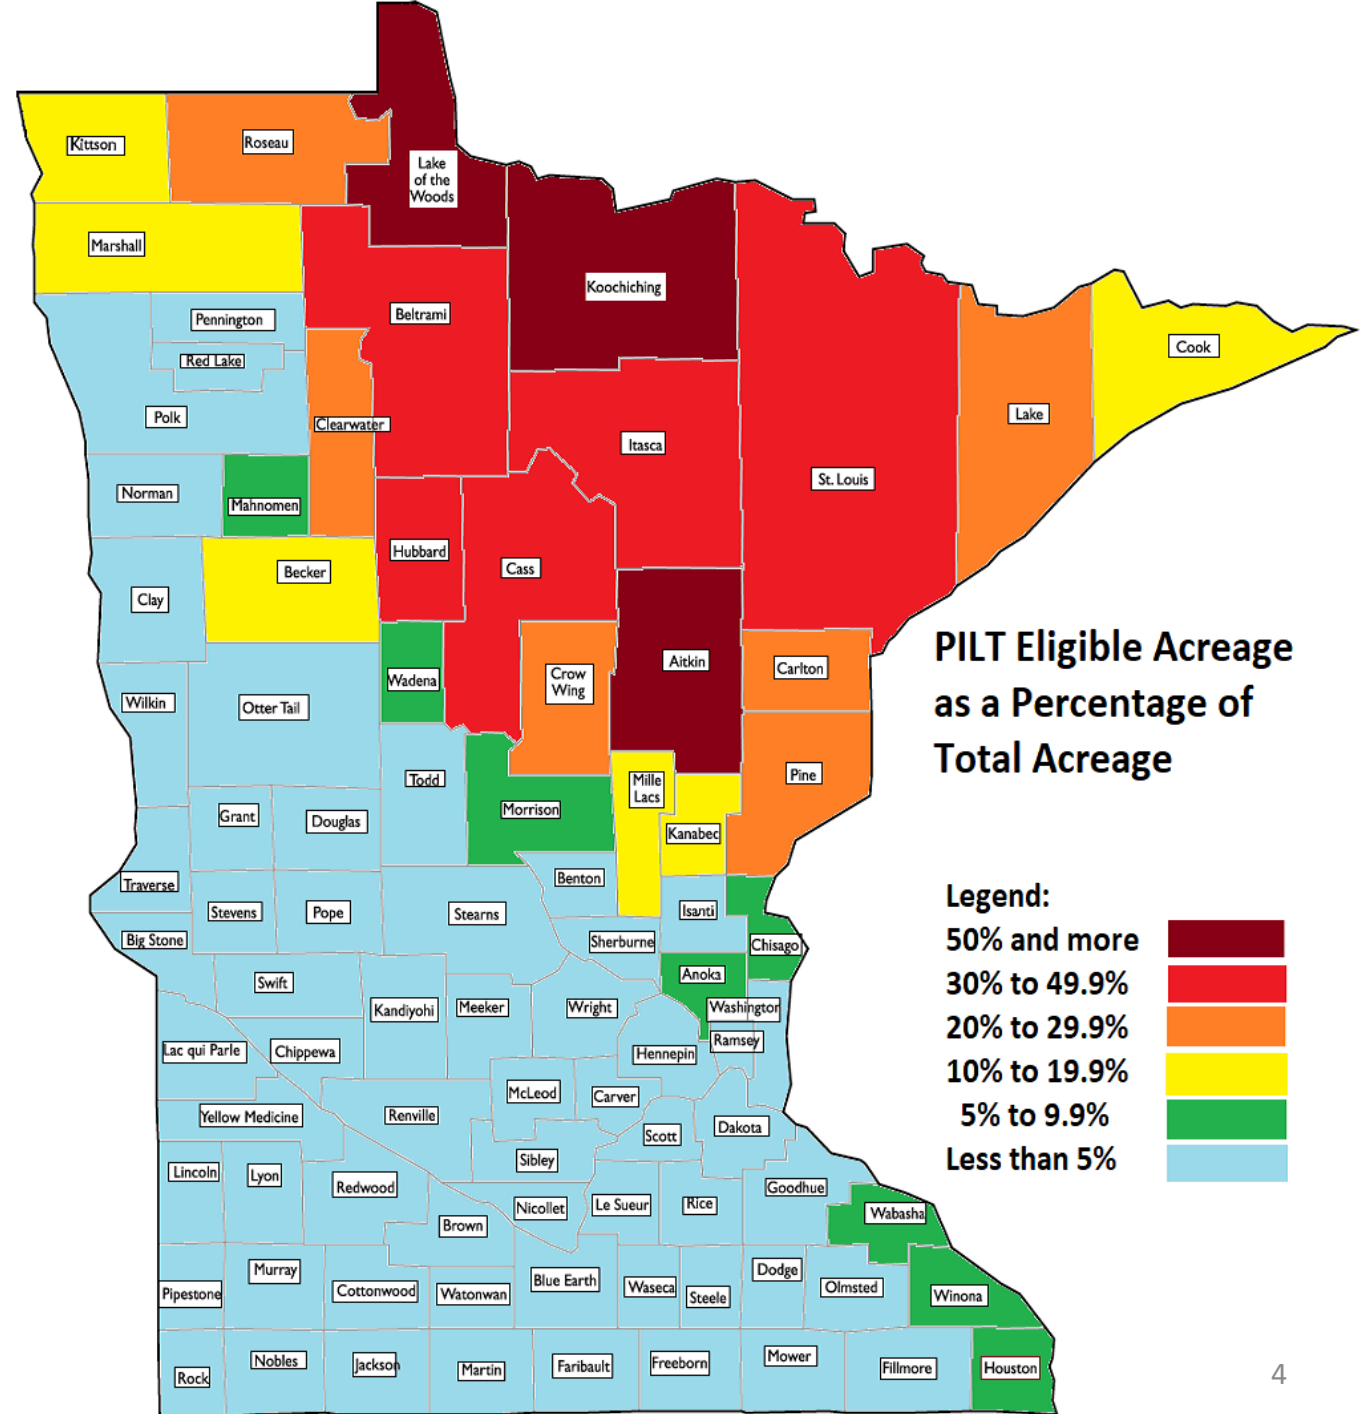 Kittson
Roseau
Lake
of the
Woods
Marshall
Koochiching
Beltrami
Pennington
Red Lake
Cook
Polk
Clearwater
Lake
Itasca
St. Louis
Norman
Mahnomen
Hubbard
Cass
Becker
Clay
Aitkin
Carlton
Crow
Wing
Wadena
Wilkin
Otter Tail
PILT Eligible Acreage
as a Percentage of
Total Acreage
Todd
Pine
Mille
Lacs
Morrison
Grant
Douglas
Kanabec
Traverse
Benton
Stevens
Pope
Stearns
Isanti
Big Stone
Sherburne
Chisago
Anoka
Swift
Kandiyohi
Meeker
Wright
Washington
Ramsey
Lac qui Parle
Chippewa
Hennepin
McLeod
Carver
Yellow Medicine
Renville
Scott
Dakota
Legend:
50% and more
30% to 49.9%
20% to 29.9%
10% to 19.9%
5% to 9.9%
Less than 5%
Lincoln
Lyon
Redwood
Sibley
Goodhue
Nicollet
Le Sueur
Rice
Wabasha
Brown
Murray
Pipestone
Cottonwood
Watonwan
Blue Earth
Waseca
Steele
Dodge
Olmsted
Winona
Rock
Nobles
Jackson
Martin
Faribault
Freeborn
Mower
Fillmore
Houston
4